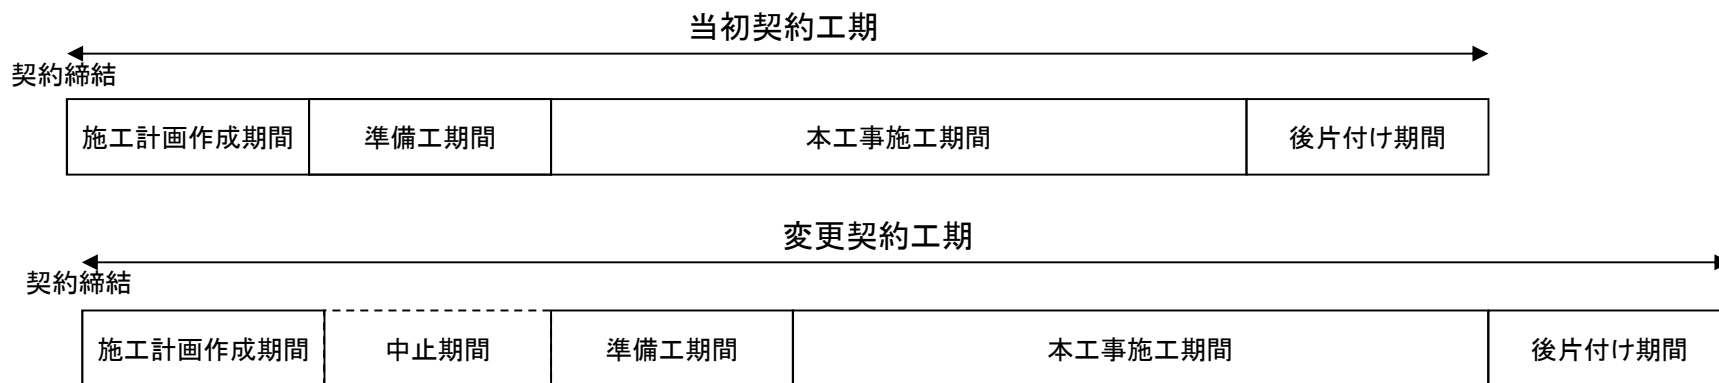 当初契約工期
契約締結
施工計画作成期間 準備工期間 本工事施工期間 後片付け期間
変更契約工期
契約締結
施工計画作成期間 中止期間 準備工期間 本工事施工期間 後片付け期間